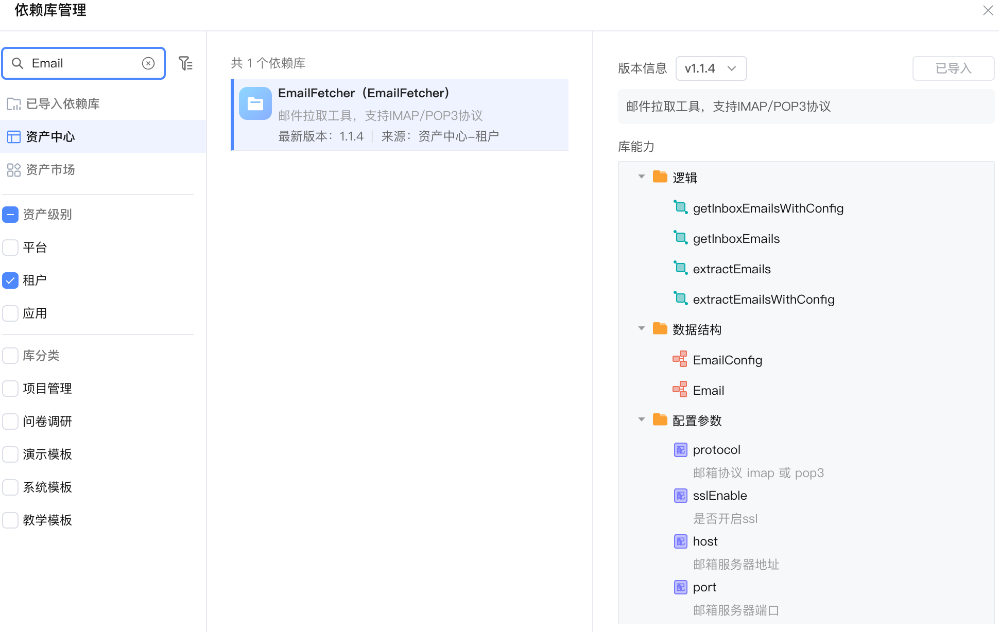 依赖库管理
Email
已导入依赖库
资产中心
资产市场
资产级别
平台
租户
应用
库分类
项目管理
问卷调研
演示模板
系统模板
教学模板
共 1 个依赖库
EmailFetcher（EmailFetcher）
邮件拉取工具，支持IMAP/POP3协议
最新版本：1.1.4 | 来源：资产中心-租户
版本信息 v1.1.4 已导入
邮件拉取工具，支持IMAP/POP3协议
库能力
逻辑
getInboxEmailsWithConfig
getInboxEmails
extractEmails
extractEmailsWithConfig
数据结构
EmailConfig
Email
配置参数
配 protocol
邮箱协议 imap 或 pop3
配 sslEnable
是否开启ssl
配 host
邮箱服务器地址
配 port
邮箱服务器端口